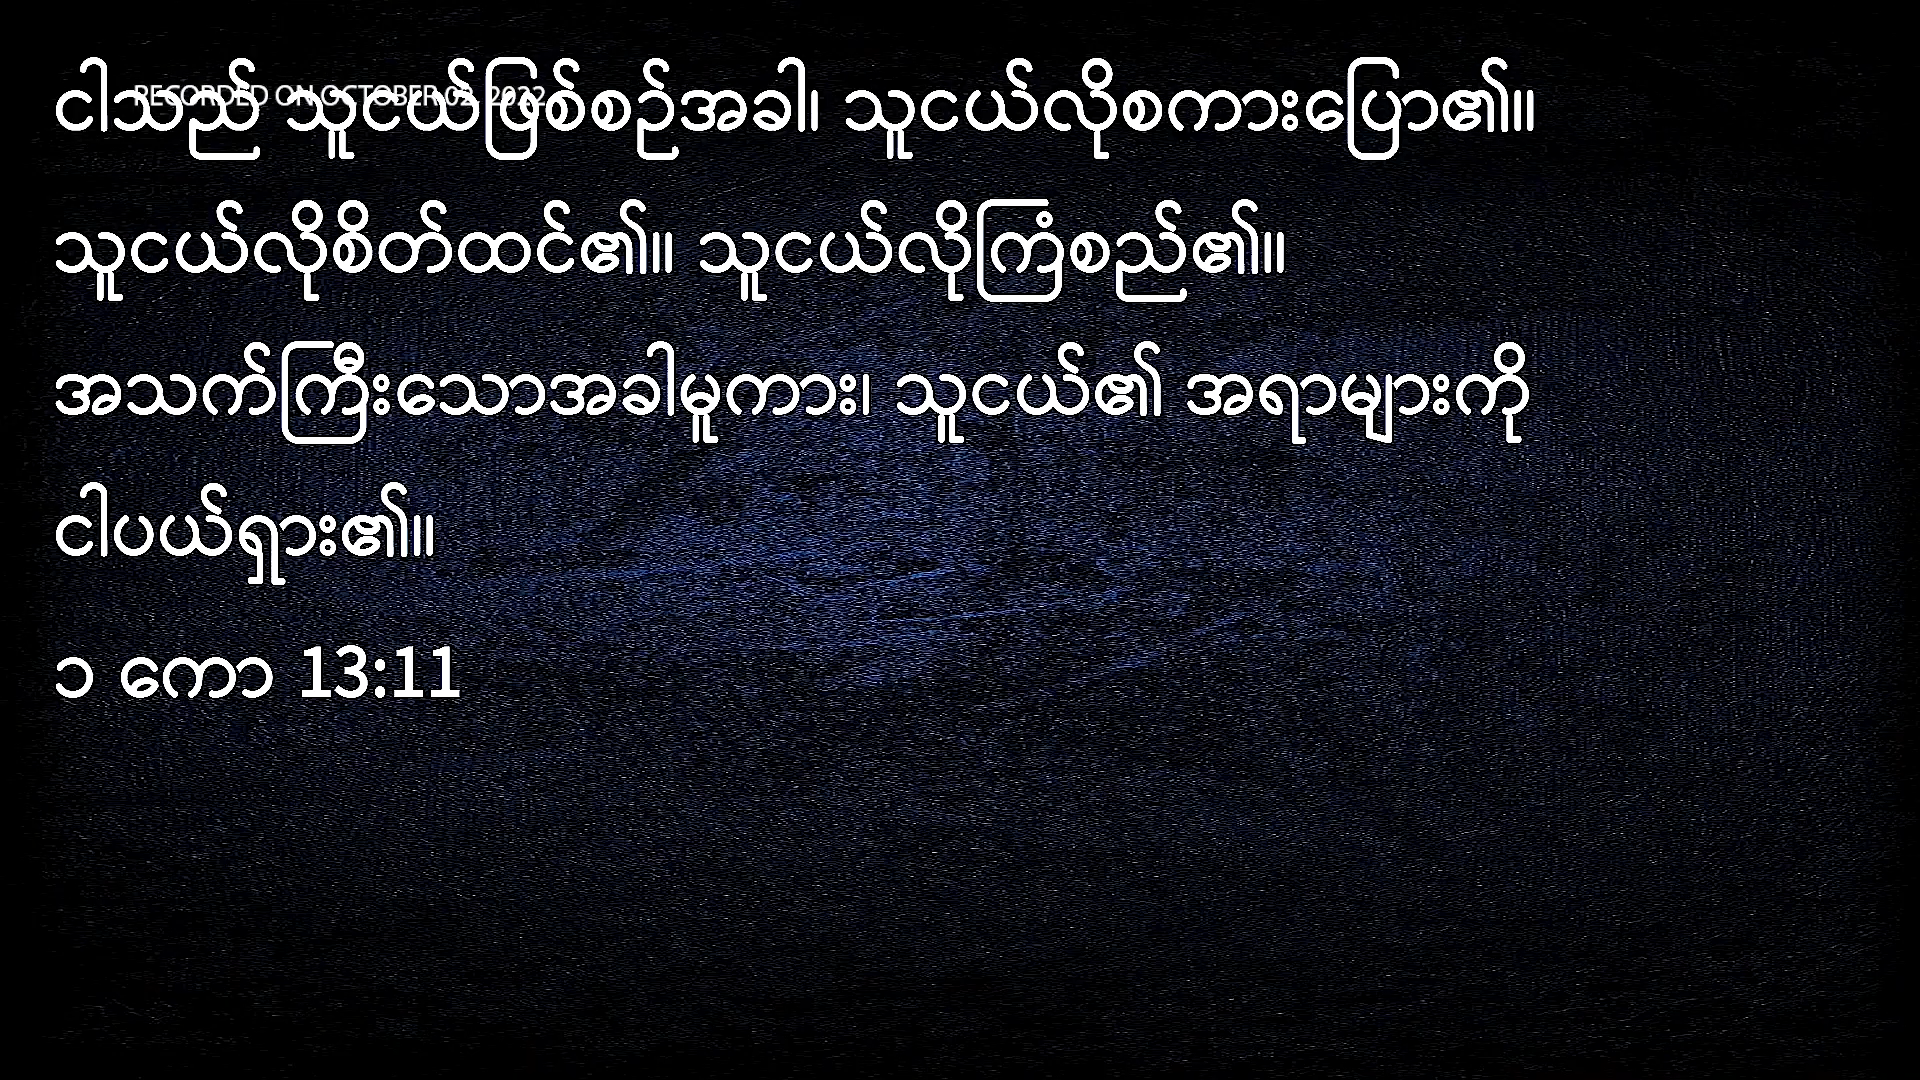 RECORDED ON OCTOBER 02, 2022
ငါသည် သူငယ်ဖြစ်စဉ်အခါ၊ သူငယ်လိုစကားပြော၏။
သူငယ်လိုစိတ်ထင်၏။ သူငယ်လိုကြံစည်၏။
အသက်ကြီးသောအခါမူကား၊ သူငယ်၏ အရာများကို
ငါပယ်ရှား၏။
၁ ကော 13:11